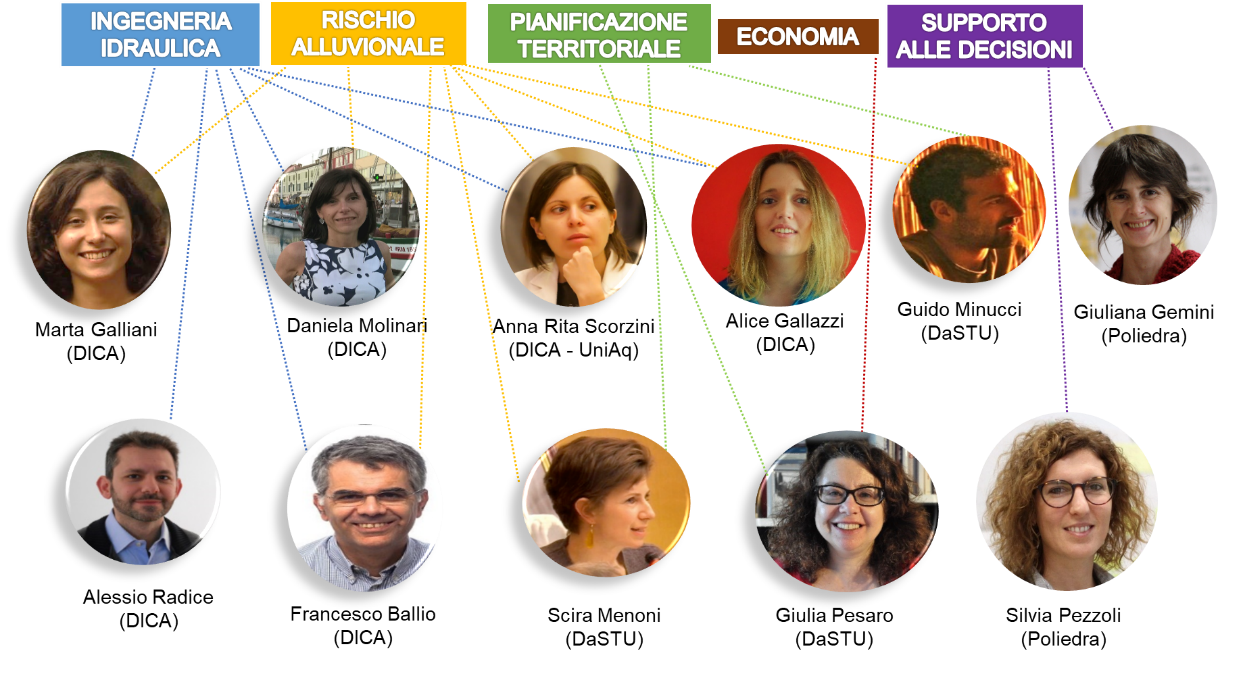 INGEGNERIA
IDRAULICA
RISCHIO
ALLUVIONALE
PIANIFICAZIONE
TERRITORIALE
ECONOMIA
SUPPORTO
ALLE DECISIONI
Marta Galliani
(DICA)
Daniela Molinari
(DICA)
Anna Rita Scorzini
(DICA - UniAq)
Alice Gallazzi
(DICA)
Guido Minucci
(DaSTU)
Giuliana Gemini
(Poliedra)
Alessio Radice
(DICA)
Francesco Ballio
(DICA)
Scira Menoni
(DaSTU)
Giulia Pesaro
(DaSTU)
Silvia Pezzoli
(Poliedra)